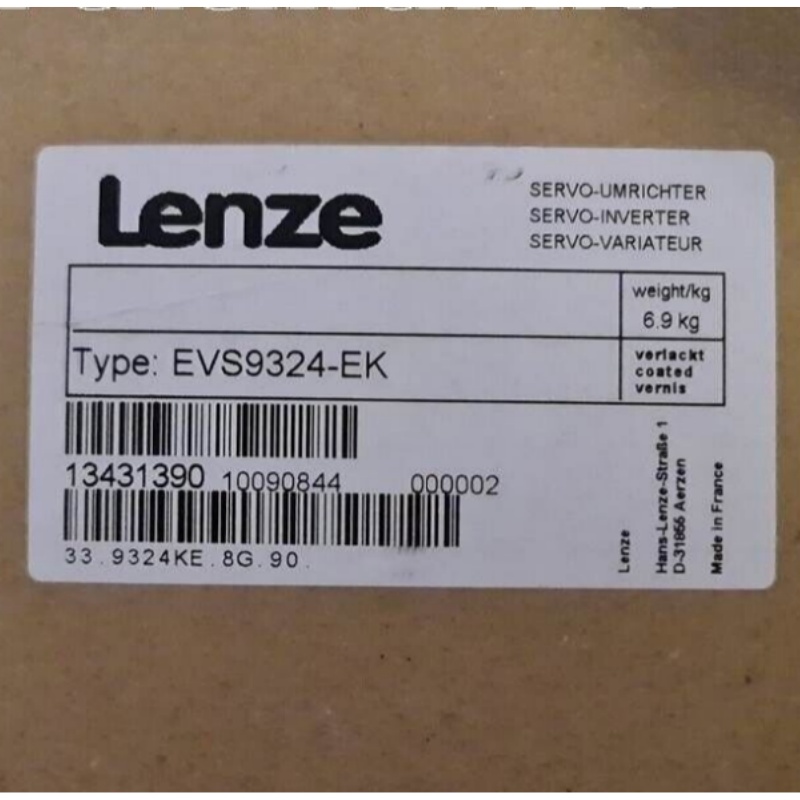 Lenze
SERVO-UMRICHTER
SERVO-INVERTER
SERVO-VARIATEUR
weight/kg
6.9 kg
Type: EVS9324-EK
verlackt
coated
vernis
13431390 10090844 000002
33.9324KE.8G.90.
Lenze
Hans-Lenze-Straße 1
D-31855 Aerzen
Made in France